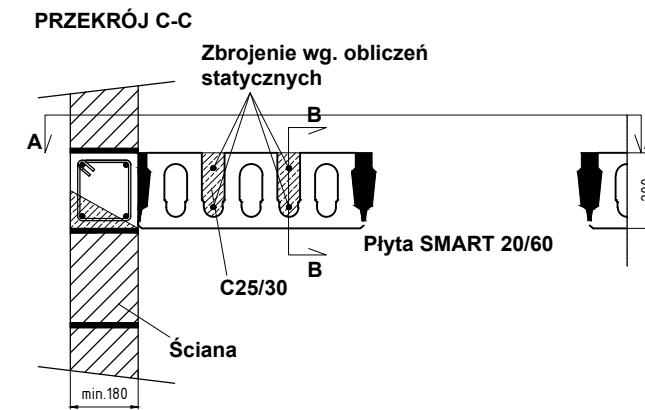 PRZEKRÓJ C-C
Zbrojenie wg. obliczeń
statycznych
A
B
B
Płyta SMART 20/60
C25/30
Ściana
min.180